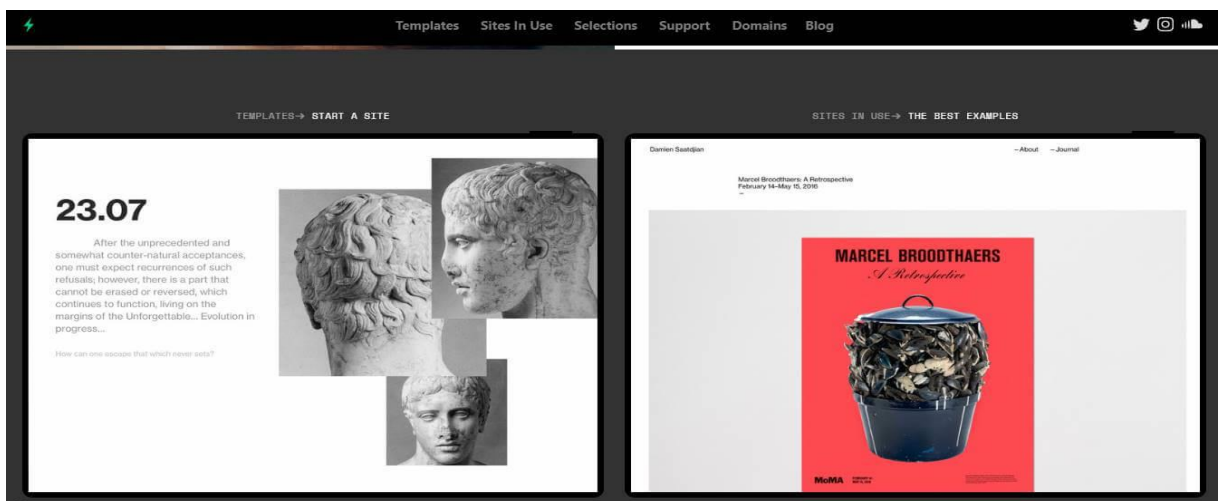 Templates Sites In Use Selections Support Domains Blog
TEMPLATES→ START A SITE
23.07
After the unprecedented and
somewhat counter-natural acceptances,
one must expect recurrences of such
refusals; however, there is a part that
cannot be erased or reversed, which
continues to function, living on the
margins of the Unforgettable... Evolution in
progress...
How can one escape that which never sets?
SITES IN USE→ THE BEST EXAMPLES
Damien Saatdjian
—About —Journal
Marcel Broodthaers: A Retrospective
February 14–May 15, 2016
—
MARCEL BROODTHAERS
A Retrospective
MoMA